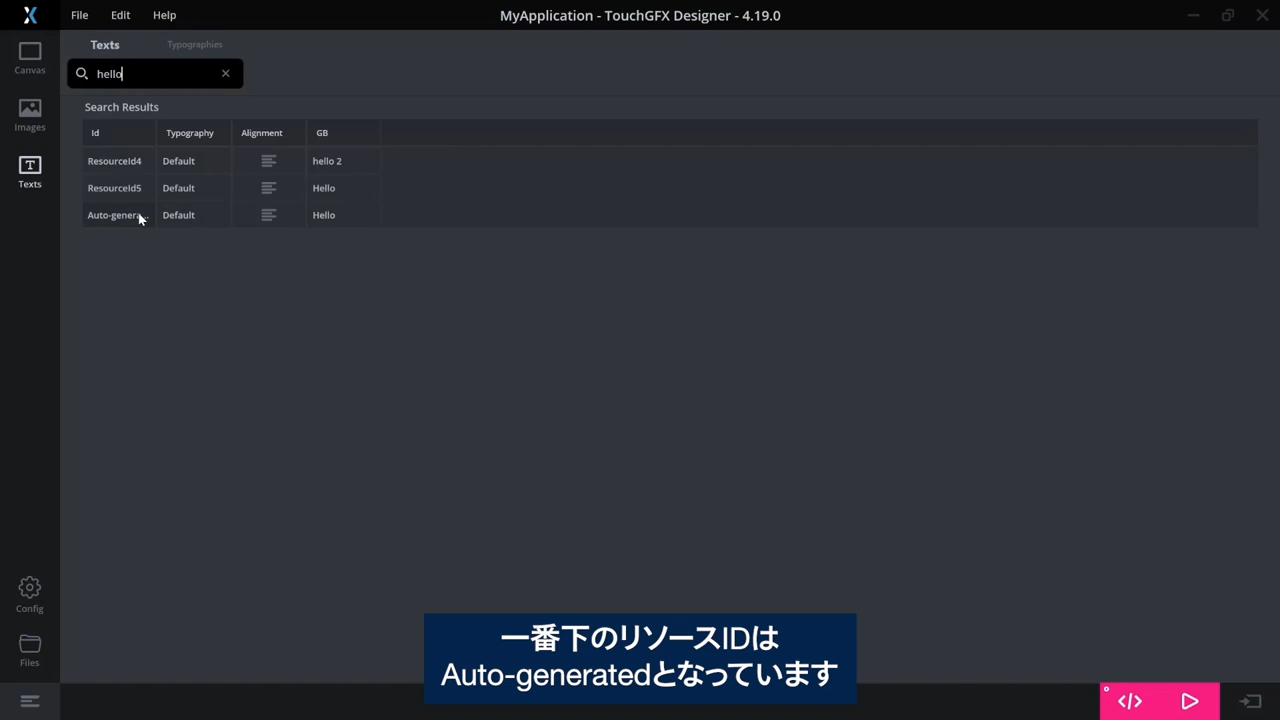 File Edit Help
MyApplication - TouchGFX Designer - 4.19.0
Canvas
Images
Texts
Config
Files
Texts Typographies
hello
Search Results
Id Typography Alignment GB
ResourceId4 Default hello 2
ResourceId5 Default Hello
Auto-genera... Default Hello
一番下のリソースIDは
Auto-generatedとなっています